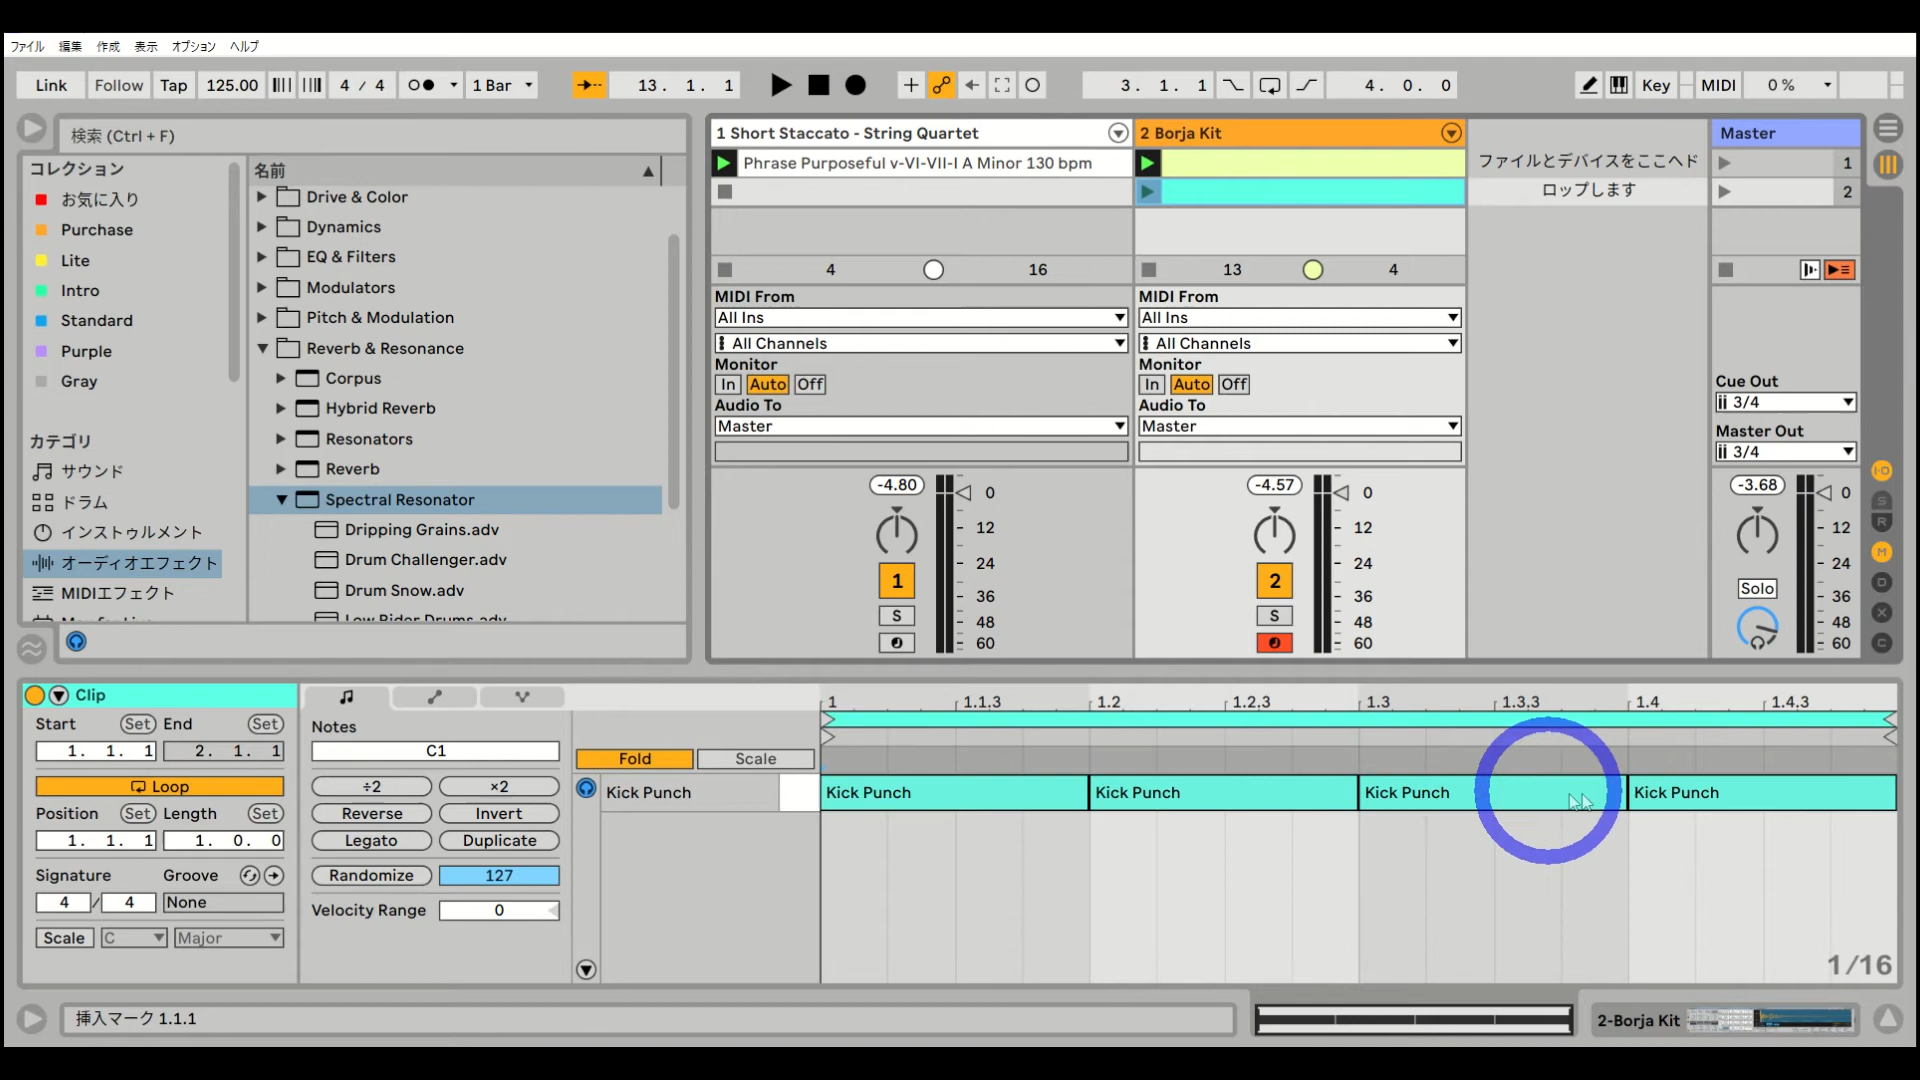 ファイル 編集 作成 表示 オプション ヘルプ
Link Follow Tap 125.00 4 / 4 1 Bar 13. 1. 1 3. 1. 1 4. 0. 0 Key MIDI 0 %
検索 (Ctrl + F)
コレクション
お気に入り
Purchase
Lite
Intro
Standard
Purple
Gray
カテゴリ
サウンド
ドラム
インストゥルメント
オーディオエフェクト
MIDIエフェクト
名前
Drive & Color
Dynamics
EQ & Filters
Modulators
Pitch & Modulation
Reverb & Resonance
Corpus
Hybrid Reverb
Resonators
Reverb
Spectral Resonator
Dripping Grains.adv
Drum Challenger.adv
Drum Snow.adv
Low Rider Drums.adv
1 Short Staccato - String Quartet
Phrase Purposeful v-VI-VII-I A Minor 130 bpm
4 16
MIDI From
All Ins
All Channels
Monitor
In Auto Off
Audio To
Master
-4.80
0
12
24
36
48
60
1
S
2 Borja Kit
13 4
MIDI From
All Ins
All Channels
Monitor
In Auto Off
Audio To
Master
-4.57
0
12
24
36
48
60
2
S
ファイルとデバイスをここへド
ロップします
Master
1
2
Cue Out
3/4
Master Out
3/4
-3.68
0
12
24
36
48
60
Solo
I·O
S
R
M
D
X
C
Clip
Start Set End Set
1. 1. 1 2. 1. 1
Loop
Position Set Length Set
1. 1. 1 1. 0. 0
Signature Groove
4 / 4 None
Scale C Major
Notes
C1
÷2 ×2
Reverse Invert
Legato Duplicate
Randomize 127
Velocity Range 0
Fold Scale
Kick Punch
1 1.1.3 1.2 1.2.3 1.3 1.3.3 1.4 1.4.3
Kick Punch Kick Punch Kick Punch Kick Punch
1/16
挿入マーク 1.1.1
2-Borja Kit